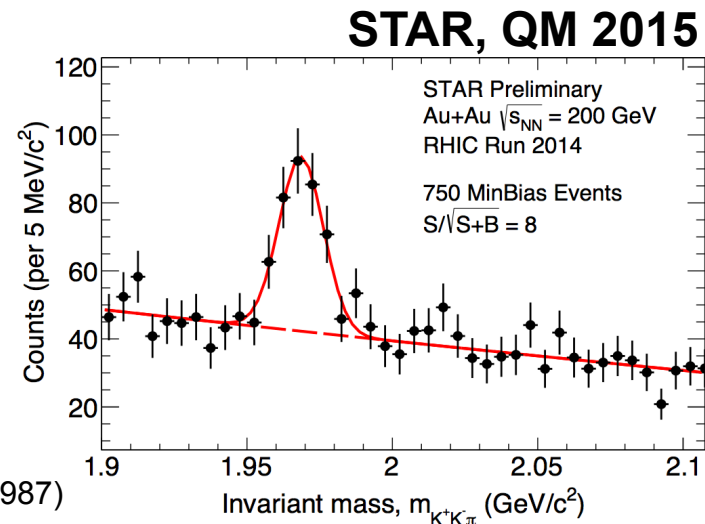 STAR, QM 2015
120
100
80
60
40
20
Counts (per 5 MeV/c²)
STAR Preliminary
Au+Au √s_NN = 200 GeV
RHIC Run 2014
750 MinBias Events
S/√S+B = 8
1.9 1.95 2 2.05 2.1
987)
Invariant mass, m_K⁺K⁻π (GeV/c²)